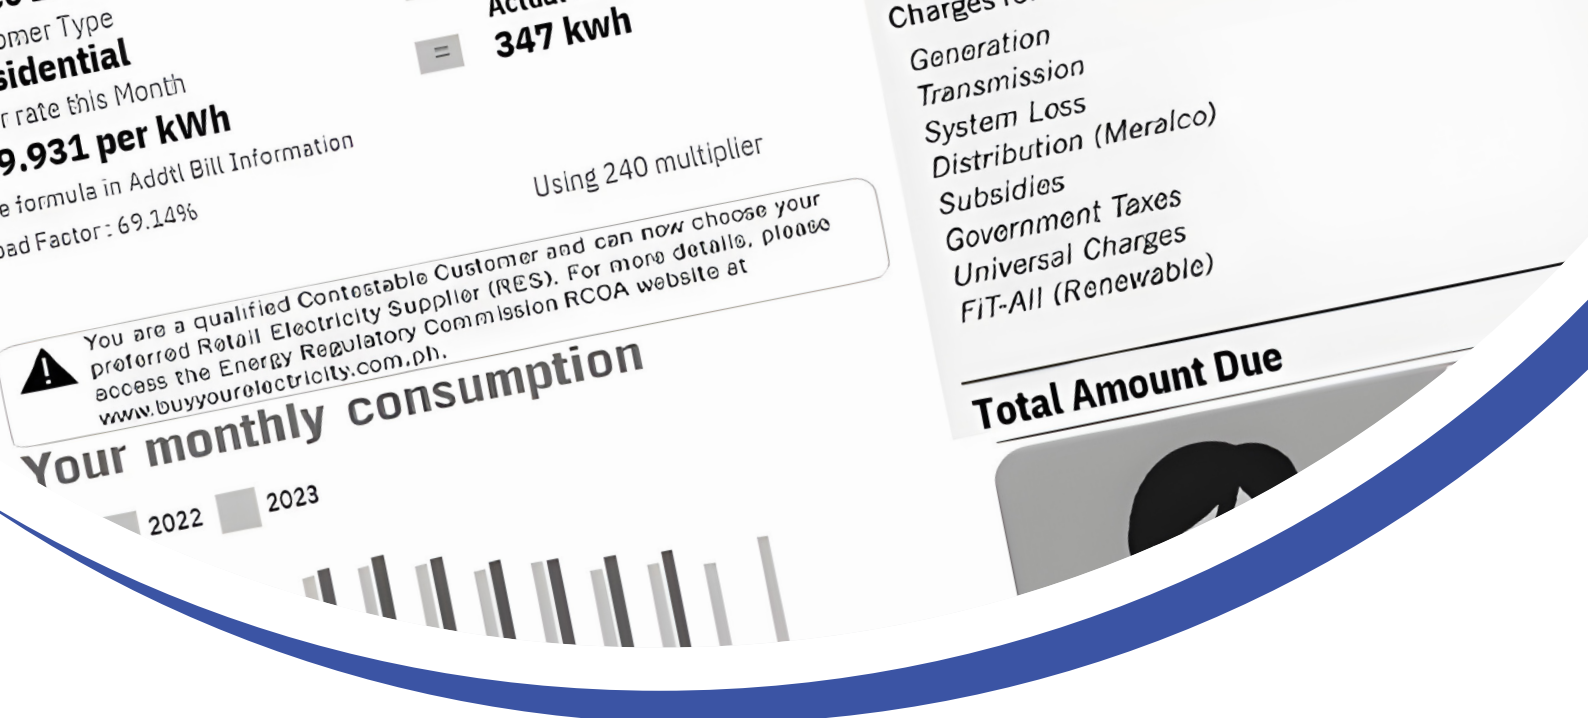 omer Type
sidential
r rate this Month
9.931 per kWh
e formula in Addtl Bill Information
oad Factor : 69.14%
Actual
=
347 kwh
Using 240 multiplier
You are a qualified Contestable Customer and can now choose your
preferred Retail Electricity Supplier (RES). For more details, please
access the Energy Regulatory Commission RCOA website at
www.buyyourelectricity.com.ph.
Your monthly consumption
2022
2023
Charges
Generation
Transmission
System Loss
Distribution (Meralco)
Subsidies
Government Taxes
Universal Charges
FiT-All (Renewable)
Total Amount Due